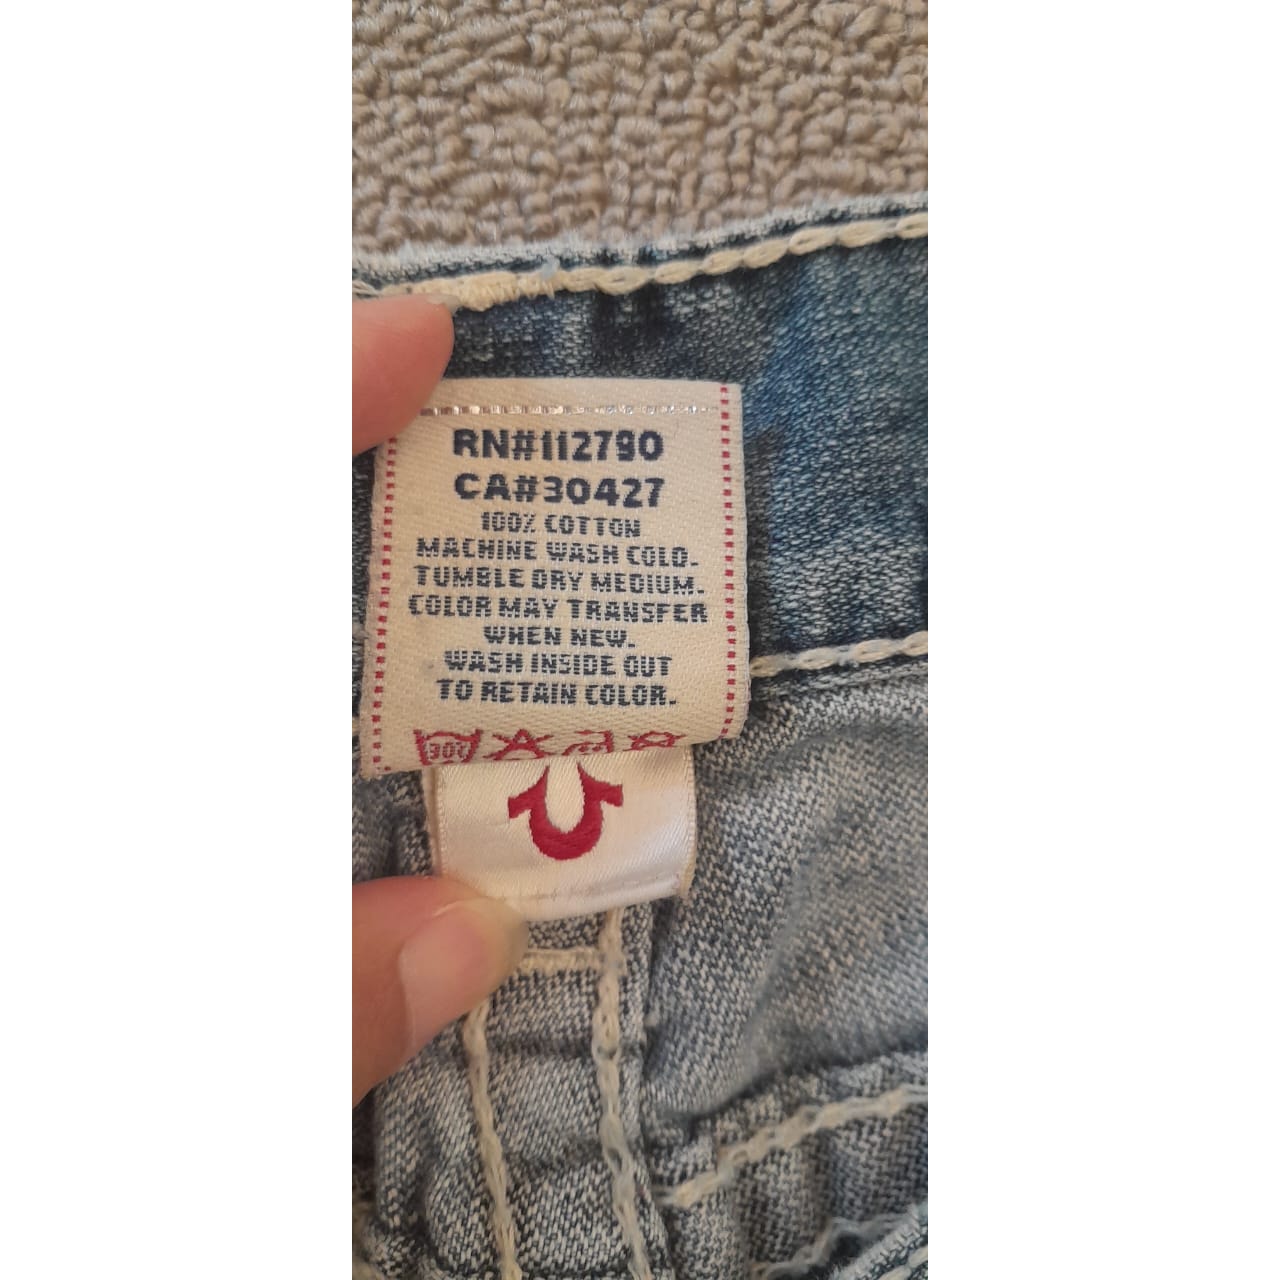 RN#112790
CA#30427
100% COTTON
MACHINE WASH COLD.
TUMBLE DRY MEDIUM.
COLOR MAY TRANSFER
WHEN NEW.
WASH INSIDE OUT
TO RETAIN COLOR.